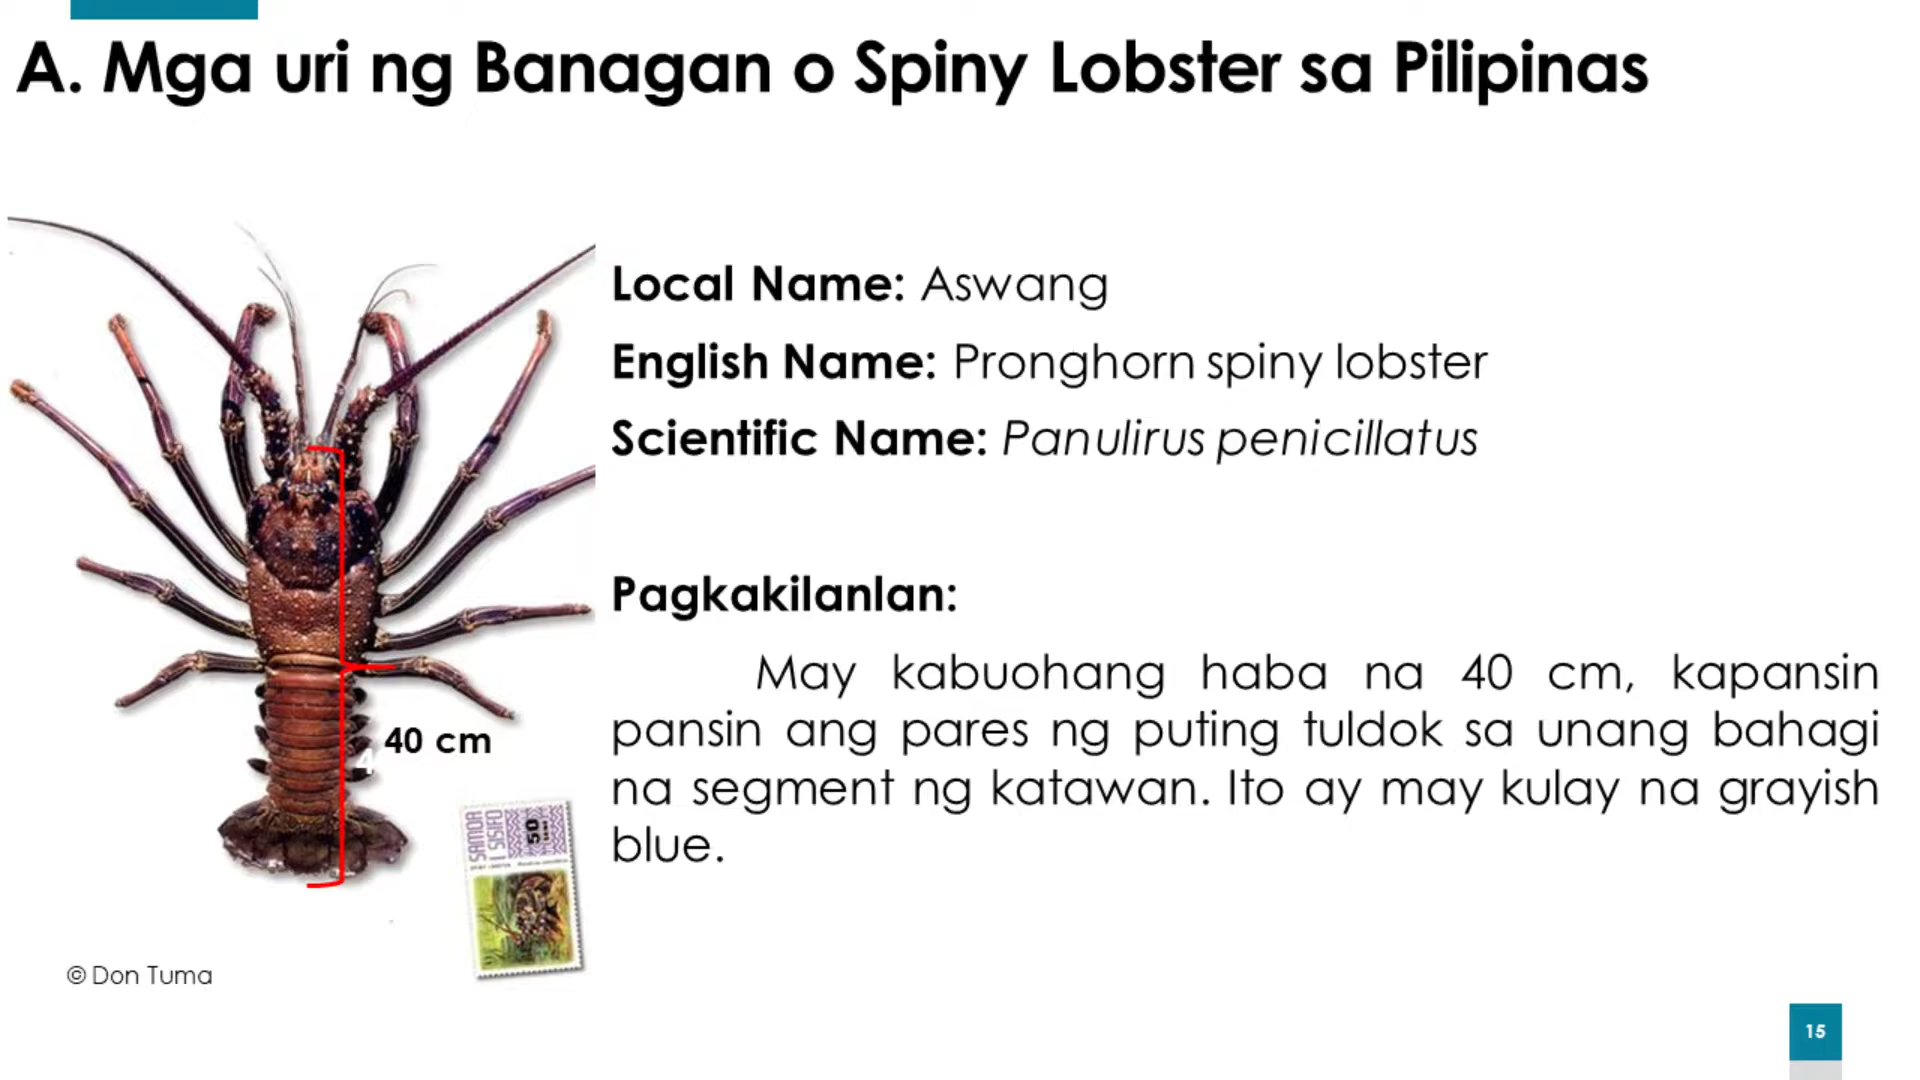 A. Mga uri ng Banagan o Spiny Lobster sa Pilipinas
Local Name: Aswang
English Name: Pronghorn spiny lobster
Scientific Name: Panulirus penicillatus
Pagkakilanlan:
May kabuohang haba na 40 cm, kapansin
pansin ang pares ng puting tuldok sa unang bahagi
na segment ng katawan. Ito ay may kulay na grayish
blue.
40 cm
4
SAMOA
SISIFO
50
© Don Tuma
15